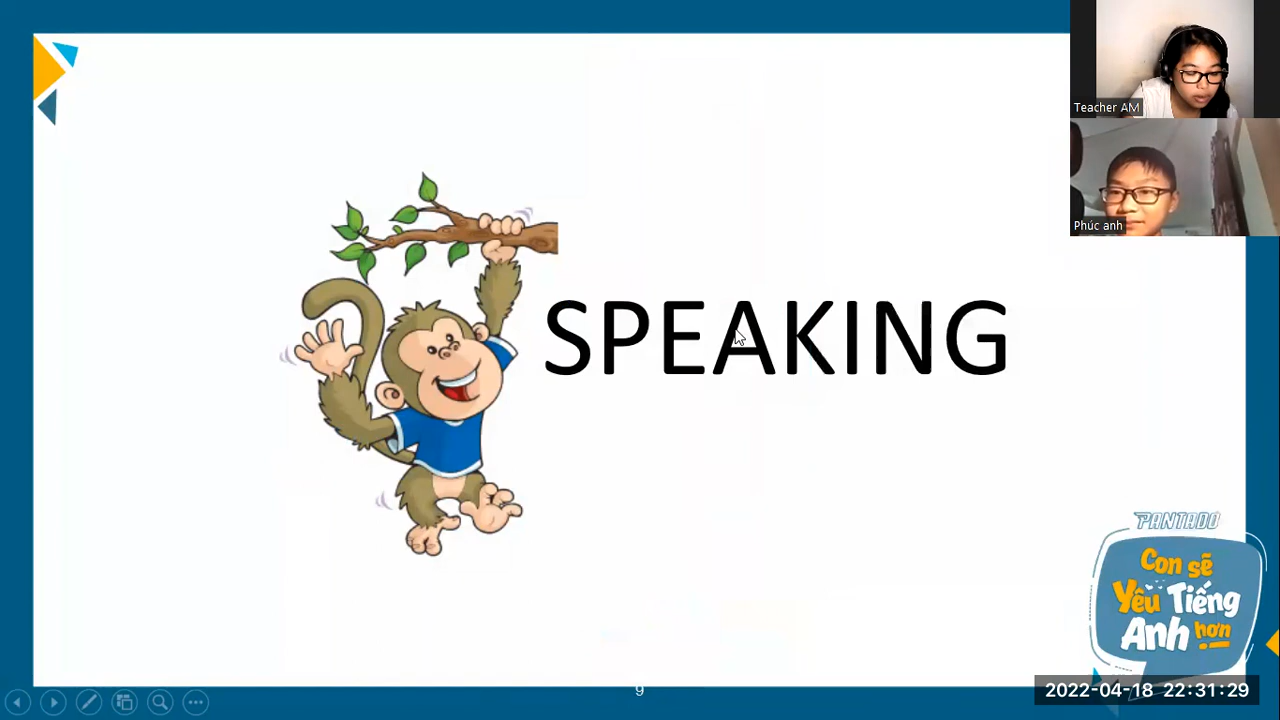 Teacher AM
Phúc anh
SPEAKING
PANTADO
Con sẽ
Yêu Tiếng
Anh hơn
9
2022-04-18 22:31:29